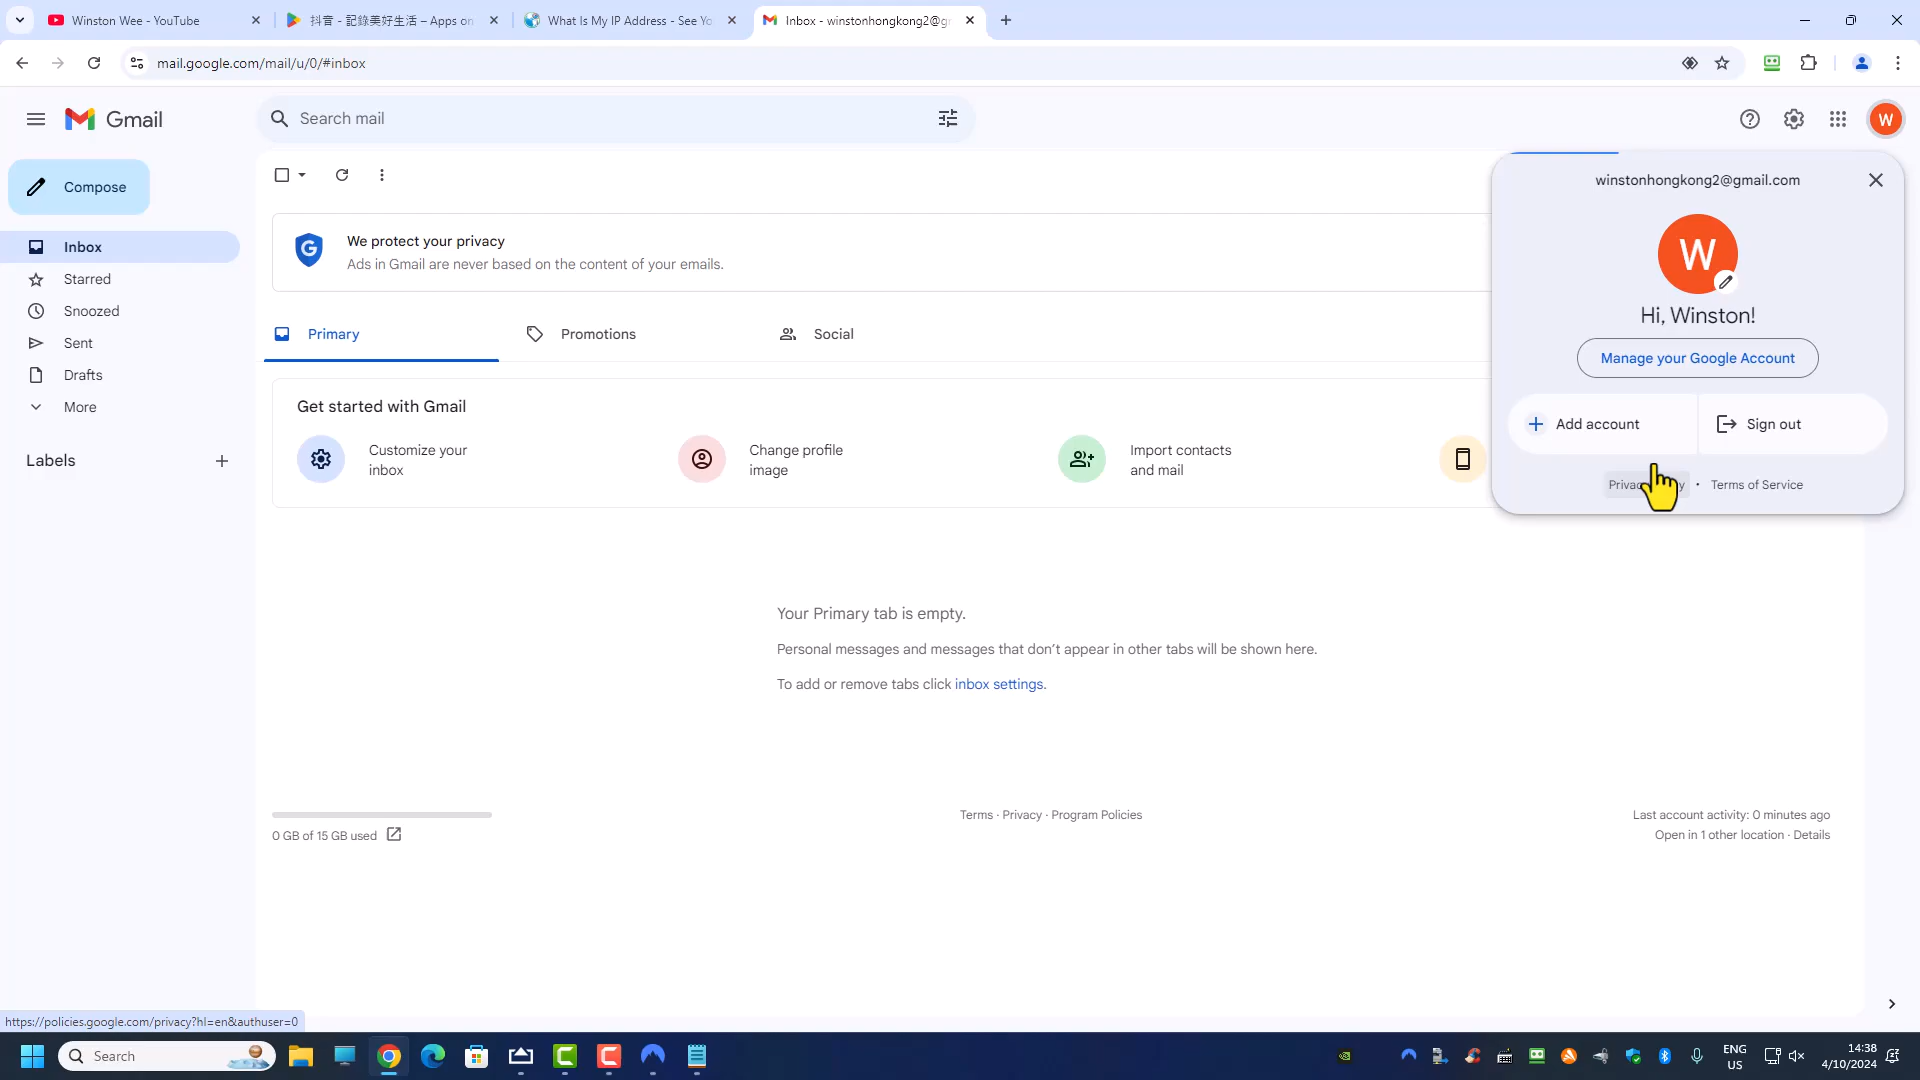 Winston Wee - YouTube
抖音 - 記錄美好生活 – Apps on
What Is My IP Address - See Yo
Inbox - winstonhongkong2@g
mail.google.com/mail/u/0/#inbox
Gmail
Search mail
W
Compose
Inbox
Starred
Snoozed
Sent
Drafts
More
Labels
We protect your privacy
Ads in Gmail are never based on the content of your emails.
Primary
Promotions
Social
Get started with Gmail
Customize your
inbox
Change profile
image
Import contacts
and mail
winstonhongkong2@gmail.com
W
Hi, Winston!
Manage your Google Account
Add account
Sign out
Terms of Service
Your Primary tab is empty.
Personal messages and messages that don’t appear in other tabs will be shown here.
To add or remove tabs click inbox settings.
0 GB of 15 GB used
Terms · Privacy · Program Policies
Last account activity: 0 minutes ago
Open in 1 other location · Details
https://policies.google.com/privacy?hl=en&authuser=0
Search
ENG
US
14:38
4/10/2024